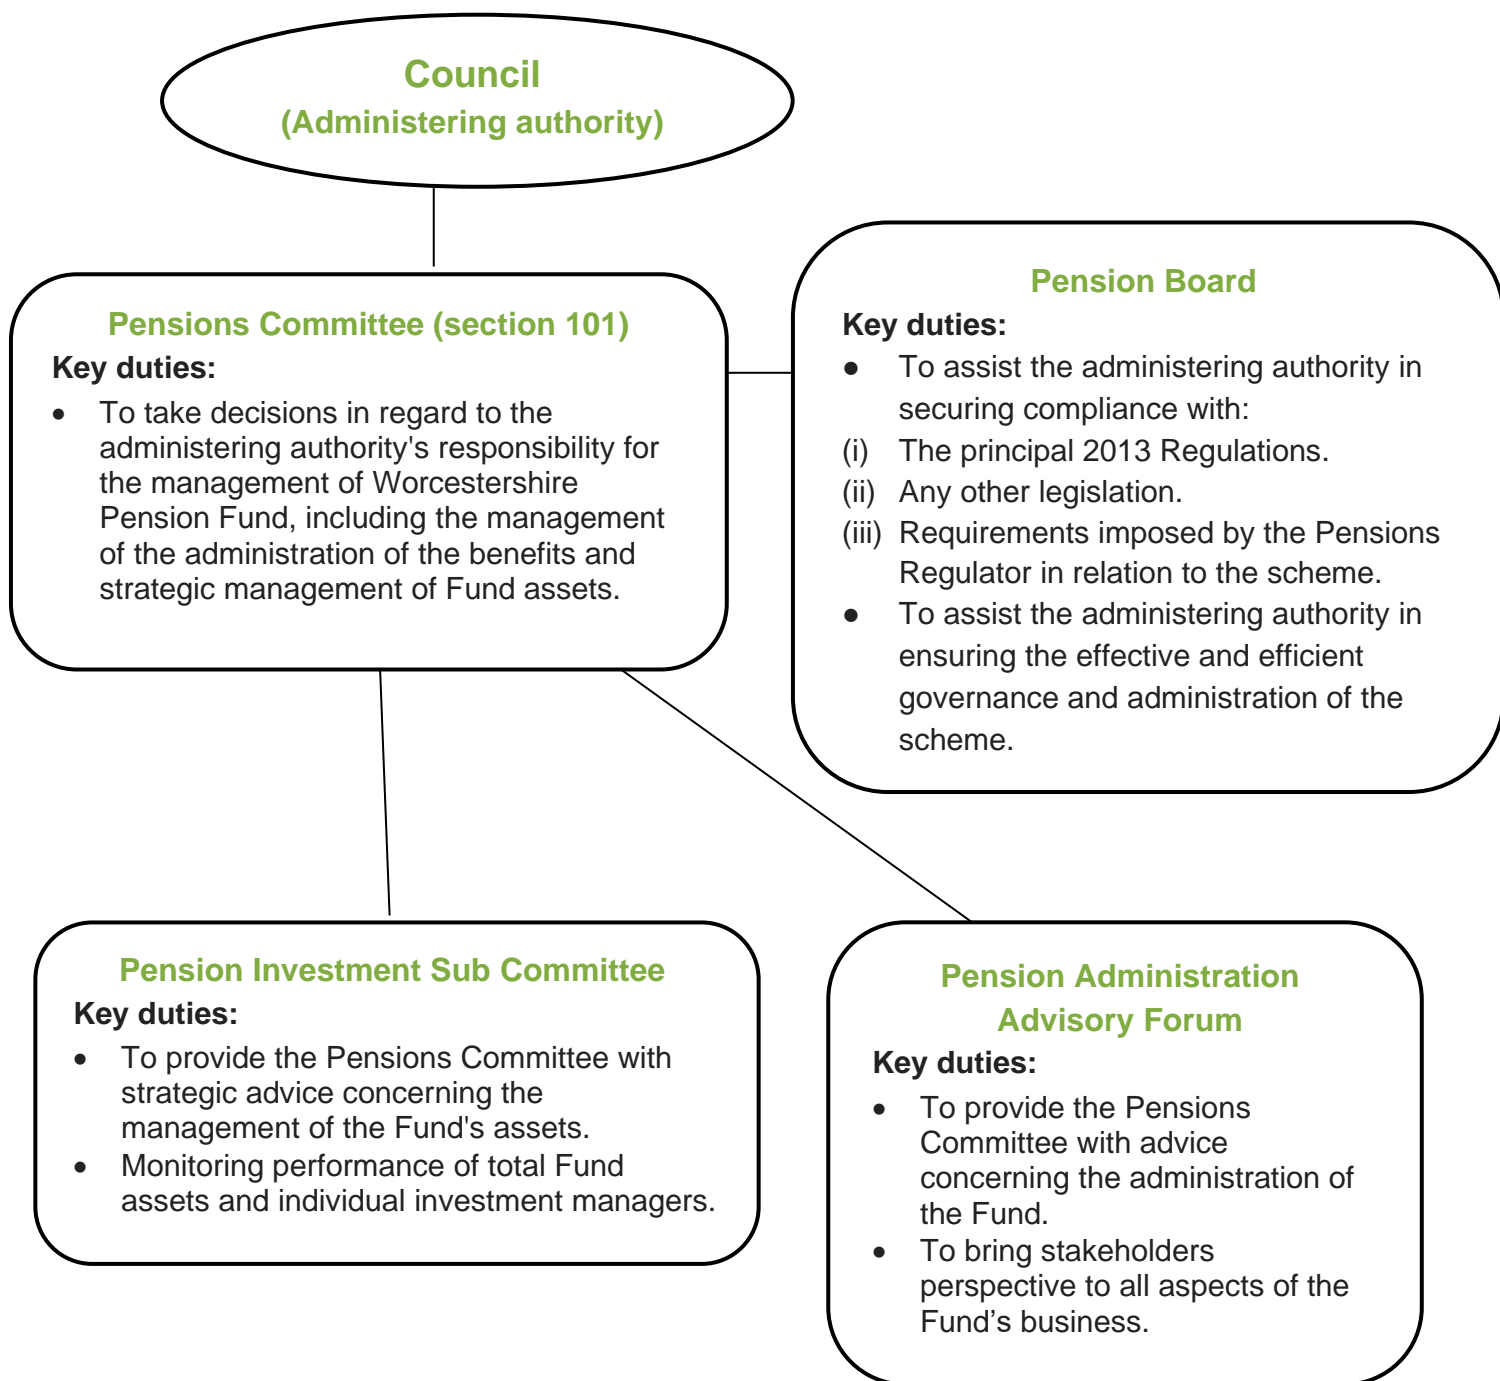 Council
(Administering authority)
Pensions Committee (section 101)
Key duties:
● To take decisions in regard to the
administering authority's responsibility for
the management of Worcestershire
Pension Fund, including the management
of the administration of the benefits and
strategic management of Fund assets.
Pension Board
Key duties:
● To assist the administering authority in
securing compliance with:
(i) The principal 2013 Regulations.
(ii) Any other legislation.
(iii) Requirements imposed by the Pensions
Regulator in relation to the scheme.
● To assist the administering authority in
ensuring the effective and efficient
governance and administration of the
scheme.
Pension Investment Sub Committee
Key duties:
● To provide the Pensions Committee with
strategic advice concerning the
management of the Fund's assets.
● Monitoring performance of total Fund
assets and individual investment managers.
Pension Administration
Advisory Forum
Key duties:
● To provide the Pensions
Committee with advice
concerning the administration of
the Fund.
● To bring stakeholders
perspective to all aspects of the
Fund’s business.